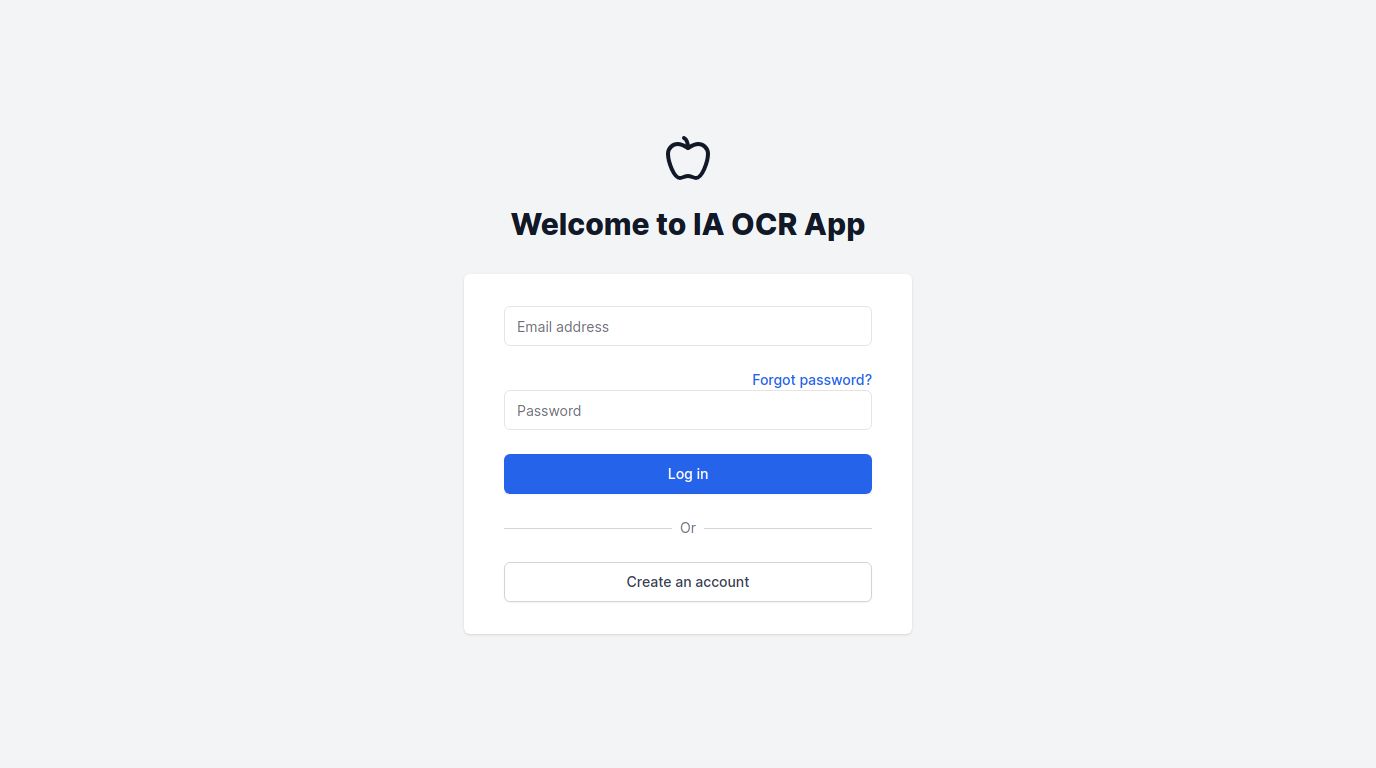 Welcome to IA OCR App
Email address
Forgot password?
Password
Log in
Or
Create an account